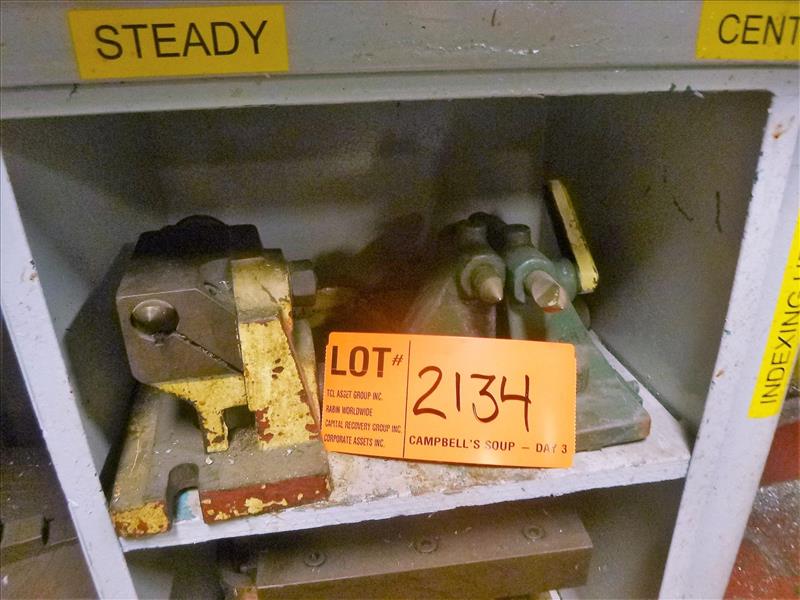 STEADY
CENT
INDEXING
LOT#
2134
TCL ASSET GROUP INC.
RABIN WORLDWIDE
CAPITAL RECOVERY GROUP INC.
CORPORATE ASSETS INC.
CAMPBELL'S SOUP — DAY 3